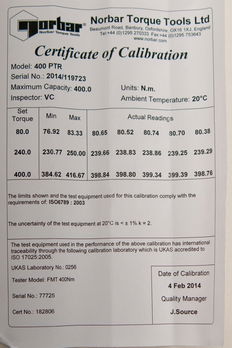 norbar
Norbar Torque Tools
Norbar Torque Tools Ltd
Beaumont Road, Banbury, Oxfordshire, OX16 1XJ, England
Tel +44 (0)1295 270333 Fax +44 (0)1295 753643
www.norbar.com
Certificate of Calibration
Model: 400 PTR
Serial No.: 2014/119723
Maximum Capacity: 400.0 Units: N.m.
Inspector: VC Ambient Temperature: 20°C
Set Torque Min Max Actual Readings
80.0 76.92 83.33 80.65 80.52 80.74 80.70 80.38
240.0 230.77 250.00 239.66 238.83 238.86 239.25 239.29
400.0 384.62 416.67 398.84 398.80 399.34 399.39 398.76
The limits shown and the test equipment used for this calibration comply with the
requirements of: ISO6789 : 2003
The uncertainty of the test equipment at 20°C is < ± 1% k = 2.
The test equipment used in the performance of the above calibration has international
traceability through the following calibration laboratory which is UKAS accredited to
ISO 17025:2005.
UKAS Laboratory No.: 0256
Tester Model: FMT 400Nm
Serial No.: 77725
Cert No.: 182806
Date of Calibration
4 Feb 2014
Quality Manager
J.Source